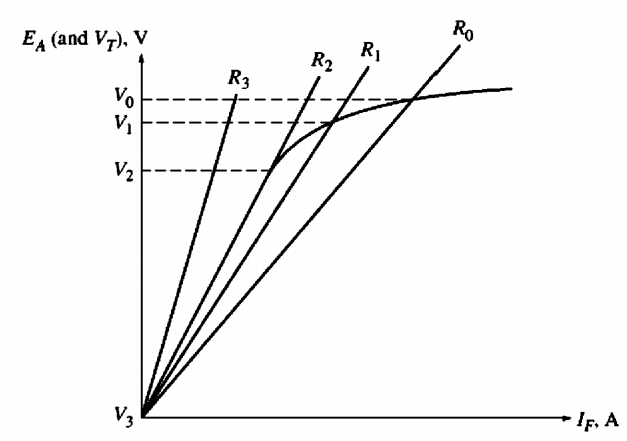 E_A (and V_T), V
R_0
R_1
R_2
R_3
V_0
V_1
V_2
V_3
I_F, A